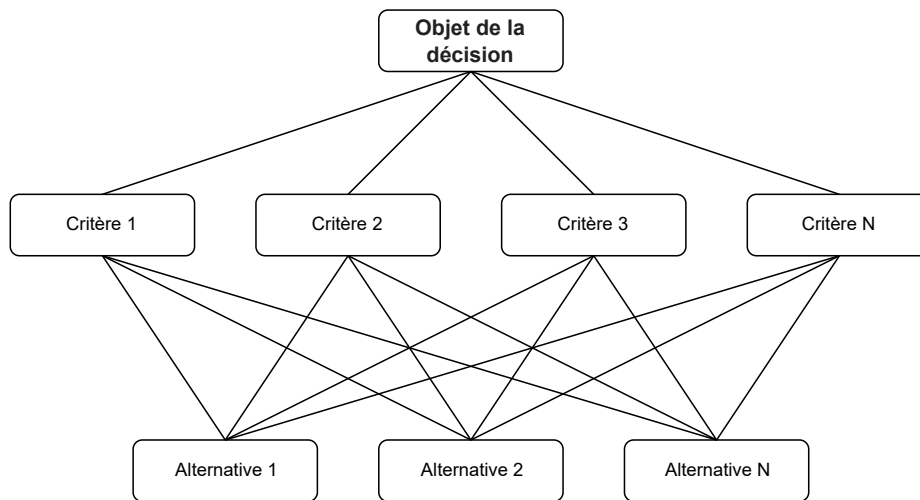 Objet de la
décision
Critère 1
Critère 2
Critère 3
Critère N
Alternative 1
Alternative 2
Alternative N